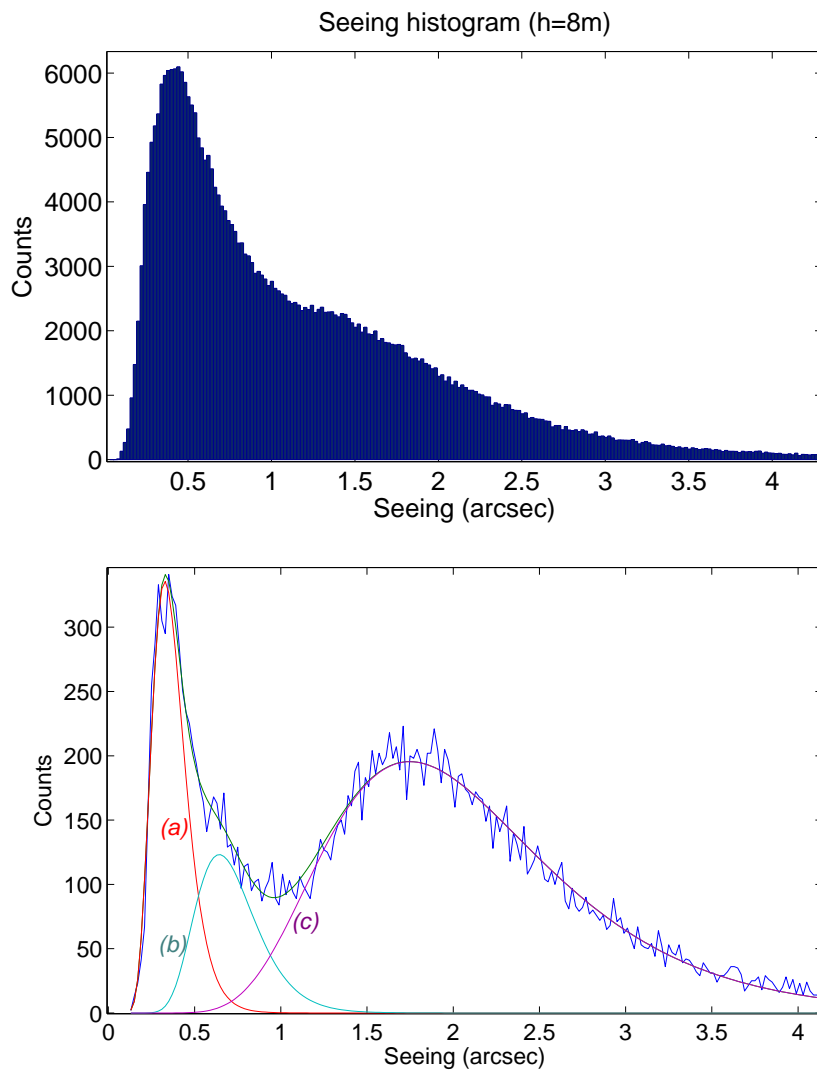 Seeing histogram (h=8m)
6000
5000
4000
3000
2000
1000
0
Counts
0.5 1 1.5 2 2.5 3 3.5 4
Seeing (arcsec)
300
250
200
150
100
50
0
Counts
(a)
(b)
(c)
0 0.5 1 1.5 2 2.5 3 3.5 4
Seeing (arcsec)